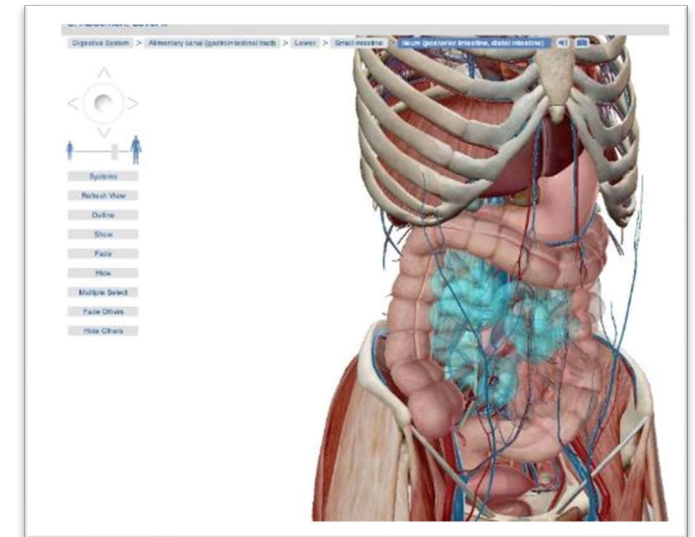 Digestive System > Alimentary canal (gastrointestinal tract) > Lower > Small intestine > Ileum (posterior intestine, distal intestine)
Systems
Refresh View
Define
Show
Fade
Hide
Multiple Select
Fade Others
Hide Others